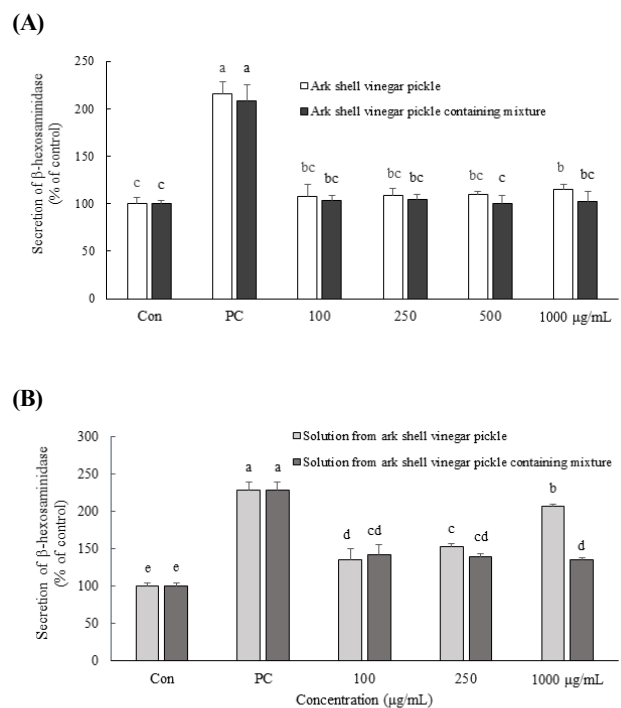 (A)
Secretion of β-hexosaminidase
(% of control)
250
200
150
100
50
0
Ark shell vinegar pickle
Ark shell vinegar pickle containing mixture
c c a a bc bc bc bc bc c b bc
Con PC 100 250 500 1000 μg/mL
(B)
Secretion of β-hexosaminidase
(% of control)
300
250
200
150
100
50
0
Solution from ark shell vinegar pickle
Solution from ark shell vinegar pickle containing mixture
e e a a d cd c cd b d
Con PC 100 250 1000 μg/mL
Concentration (μg/mL)